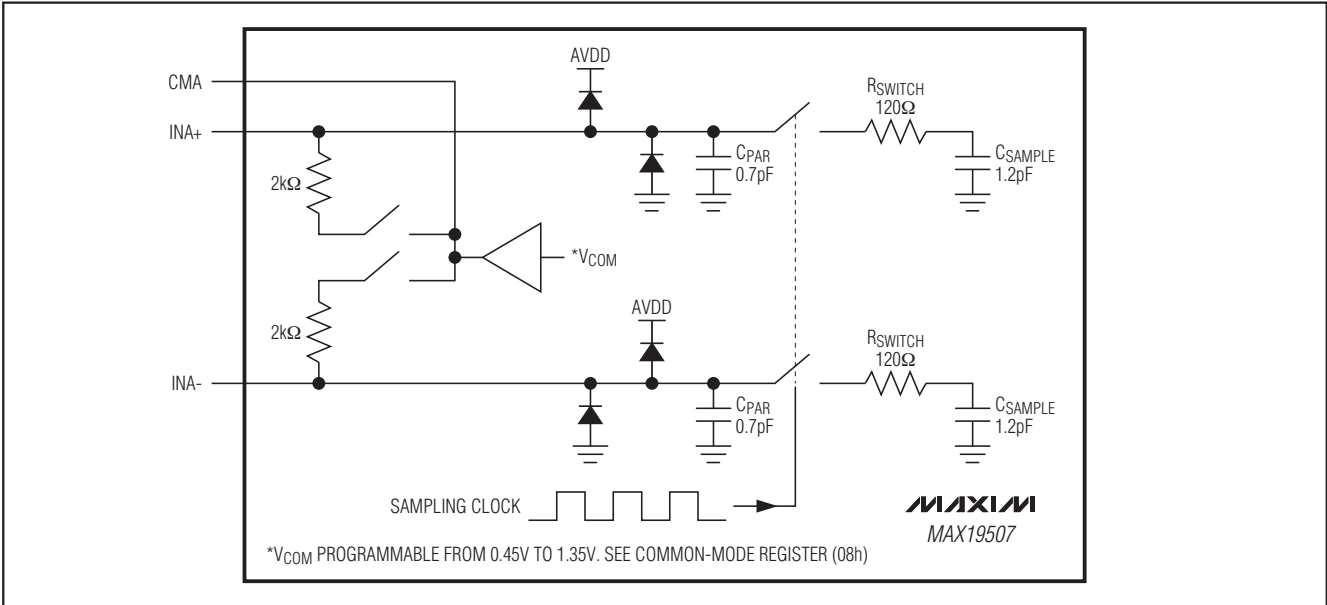 AVDD
CMA
RSWITCH
120Ω
INA+
CPAR
0.7pF
CSAMPLE
1.2pF
2kΩ
*VCOM
AVDD
2kΩ
RSWITCH
120Ω
INA-
CPAR
0.7pF
CSAMPLE
1.2pF
SAMPLING CLOCK
MAXIM
MAX19507
*VCOM PROGRAMMABLE FROM 0.45V TO 1.35V. SEE COMMON-MODE REGISTER (08h)